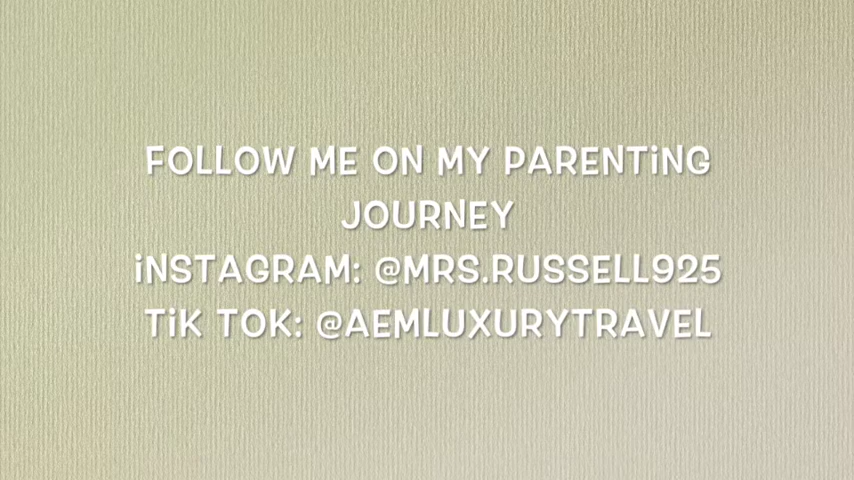 FOLLOW ME ON MY PARENTiNG
JOURNEY
iNSTAGRAM: @MRS.RUSSELL925
TiK TOK: @AEMLUXURYTRAVEL